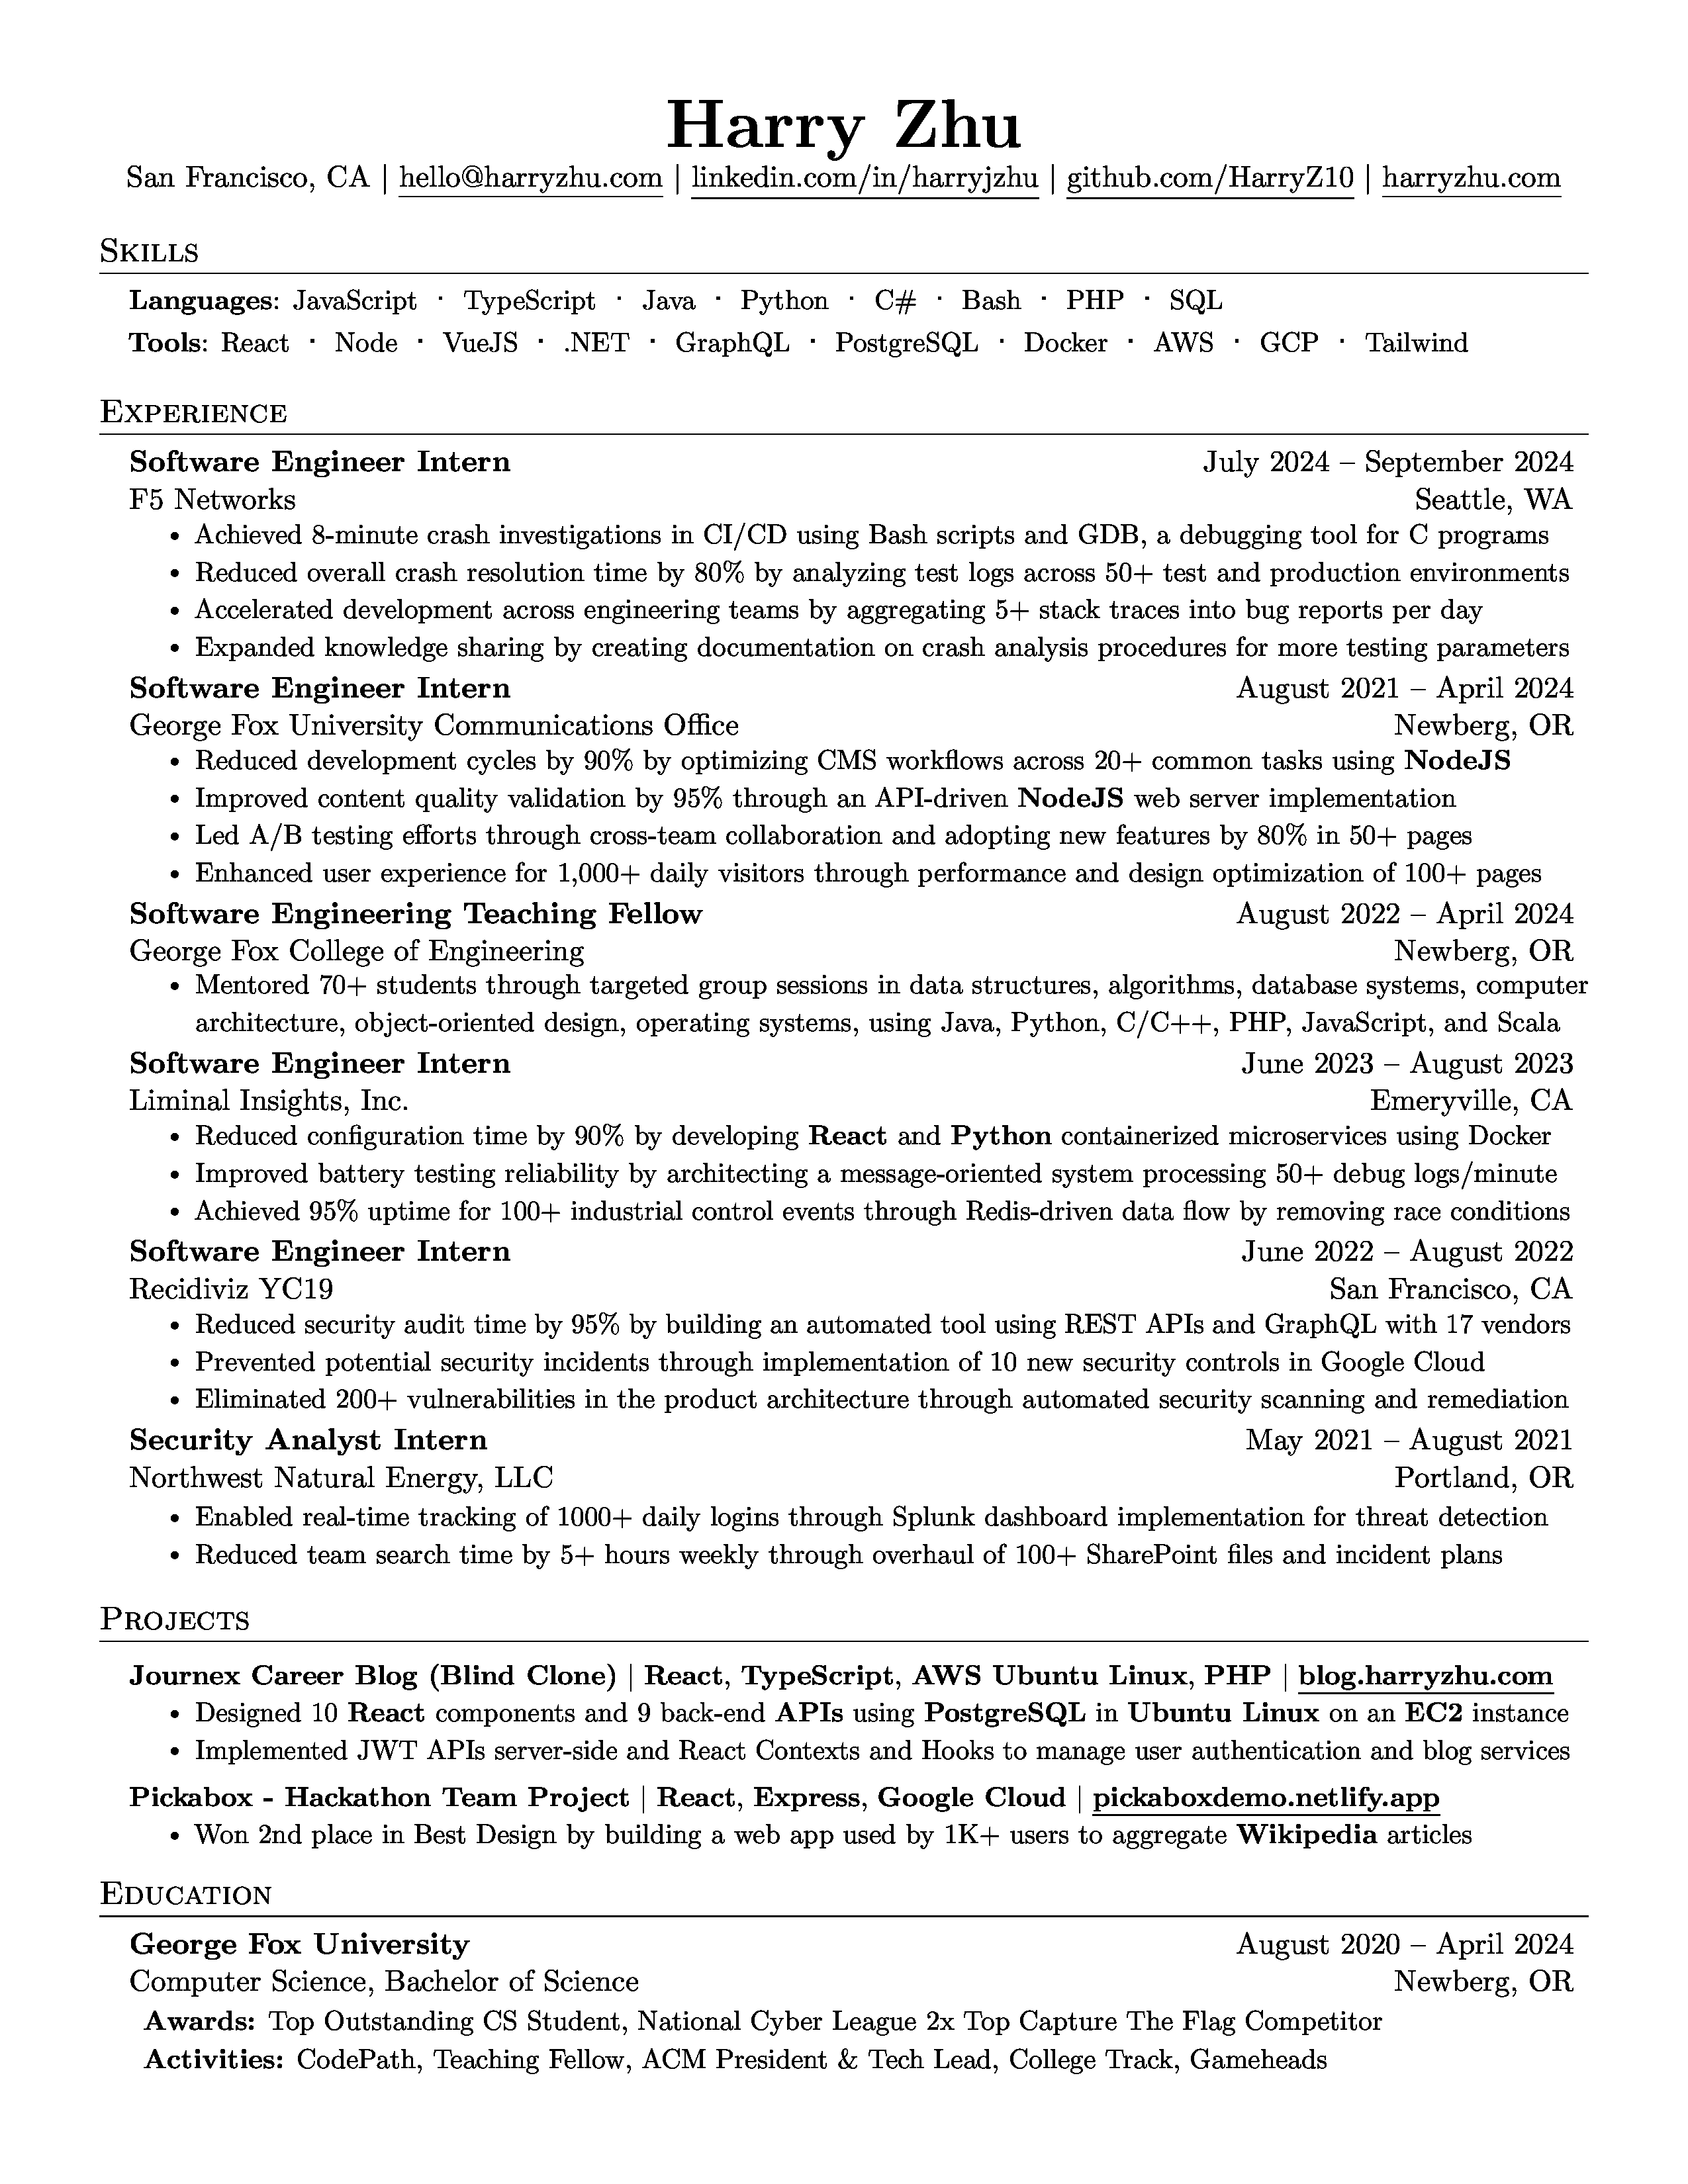 Harry Zhu
San Francisco, CA | hello@harryzhu.com | linkedin.com/in/harryjzhu | github.com/HarryZ10 | harryzhu.com
Skills
Languages: JavaScript · TypeScript · Java · Python · C# · Bash · PHP · SQL
Tools: React · Node · VueJS · .NET · GraphQL · PostgreSQL · Docker · AWS · GCP · Tailwind
Experience
Software Engineer Intern July 2024 – September 2024
F5 Networks Seattle, WA
• Achieved 8-minute crash investigations in CI/CD using Bash scripts and GDB, a debugging tool for C programs
• Reduced overall crash resolution time by 80% by analyzing test logs across 50+ test and production environments
• Accelerated development across engineering teams by aggregating 5+ stack traces into bug reports per day
• Expanded knowledge sharing by creating documentation on crash analysis procedures for more testing parameters
Software Engineer Intern August 2021 – April 2024
George Fox University Communications Office Newberg, OR
• Reduced development cycles by 90% by optimizing CMS workflows across 20+ common tasks using NodeJS
• Improved content quality validation by 95% through an API-driven NodeJS web server implementation
• Led A/B testing efforts through cross-team collaboration and adopting new features by 80% in 50+ pages
• Enhanced user experience for 1,000+ daily visitors through performance and design optimization of 100+ pages
Software Engineering Teaching Fellow August 2022 – April 2024
George Fox College of Engineering Newberg, OR
• Mentored 70+ students through targeted group sessions in data structures, algorithms, database systems, computer
architecture, object-oriented design, operating systems, using Java, Python, C/C++, PHP, JavaScript, and Scala
Software Engineer Intern June 2023 – August 2023
Liminal Insights, Inc. Emeryville, CA
• Reduced configuration time by 90% by developing React and Python containerized microservices using Docker
• Improved battery testing reliability by architecting a message-oriented system processing 50+ debug logs/minute
• Achieved 95% uptime for 100+ industrial control events through Redis-driven data flow by removing race conditions
Software Engineer Intern June 2022 – August 2022
Recidiviz YC19 San Francisco, CA
• Reduced security audit time by 95% by building an automated tool using REST APIs and GraphQL with 17 vendors
• Prevented potential security incidents through implementation of 10 new security controls in Google Cloud
• Eliminated 200+ vulnerabilities in the product architecture through automated security scanning and remediation
Security Analyst Intern May 2021 – August 2021
Northwest Natural Energy, LLC Portland, OR
• Enabled real-time tracking of 1000+ daily logins through Splunk dashboard implementation for threat detection
• Reduced team search time by 5+ hours weekly through overhaul of 100+ SharePoint files and incident plans
Projects
Journex Career Blog (Blind Clone) | React, TypeScript, AWS Ubuntu Linux, PHP | blog.harryzhu.com
• Designed 10 React components and 9 back-end APIs using PostgreSQL in Ubuntu Linux on an EC2 instance
• Implemented JWT APIs server-side and React Contexts and Hooks to manage user authentication and blog services
Pickabox - Hackathon Team Project | React, Express, Google Cloud | pickaboxdemo.netlify.app
• Won 2nd place in Best Design by building a web app used by 1K+ users to aggregate Wikipedia articles
Education
George Fox University August 2020 – April 2024
Computer Science, Bachelor of Science Newberg, OR
Awards: Top Outstanding CS Student, National Cyber League 2x Top Capture The Flag Competitor
Activities: CodePath, Teaching Fellow, ACM President & Tech Lead, College Track, Gameheads